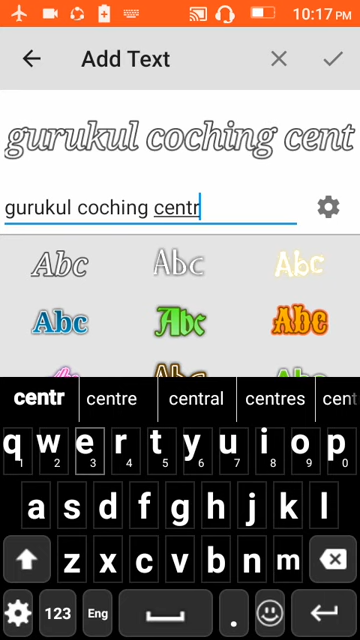 10:17 PM
Add Text
gurukul coching cent
gurukul coching centr
Abc Abc Abc
Abc Abc Abc
centr centre central centres cent
q w e r t y u i o p
1 2 3 4 5 6 7 8 9 0
a s d f g h j k l
z x c v b n m
123 Eng .